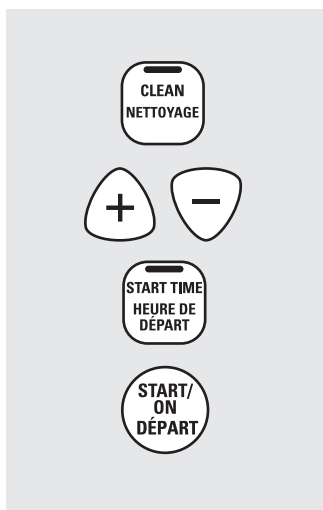 CLEAN
NETTOYAGE
+ −
START TIME
HEURE DE
DÉPART
START/
ON
DÉPART